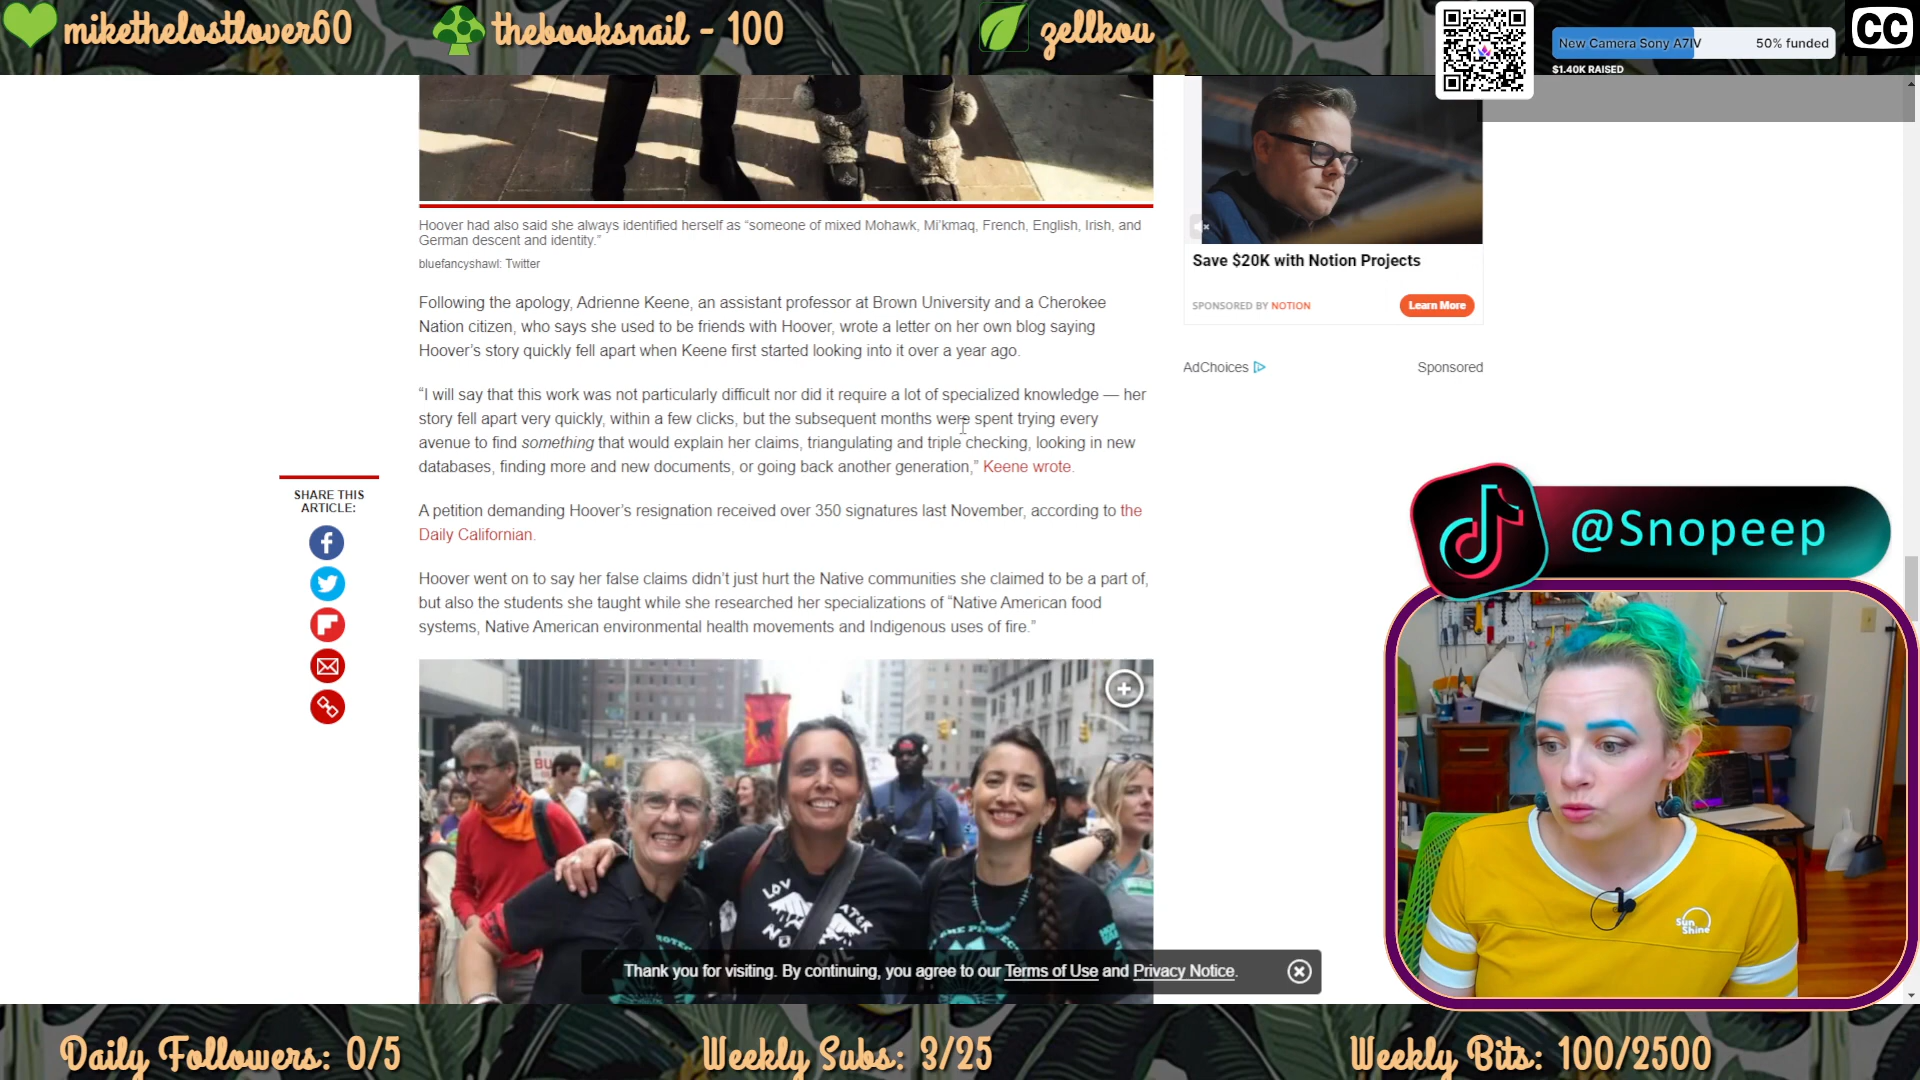 mikethelostlover60
thebooksnail - 100
zellkou
New Camera Sony A7IV 50% funded
$1.40K RAISED
CC
Hoover had also said she always identified herself as “someone of mixed Mohawk, Mi’kmaq, French, English, Irish, and
German descent and identity.”
bluefancyshawl: Twitter
Following the apology, Adrienne Keene, an assistant professor at Brown University and a Cherokee
Nation citizen, who says she used to be friends with Hoover, wrote a letter on her own blog saying
Hoover’s story quickly fell apart when Keene first started looking into it over a year ago.
“I will say that this work was not particularly difficult nor did it require a lot of specialized knowledge — her
story fell apart very quickly, within a few clicks, but the subsequent months were spent trying every
avenue to find something that would explain her claims, triangulating and triple checking, looking in new
databases, finding more and new documents, or going back another generation,” Keene wrote.
A petition demanding Hoover’s resignation received over 350 signatures last November, according to the
Daily Californian.
Hoover went on to say her false claims didn’t just hurt the Native communities she claimed to be a part of,
but also the students she taught while she researched her specializations of “Native American food
systems, Native American environmental health movements and Indigenous uses of fire.”
SHARE THIS
ARTICLE:
Save $20K with Notion Projects
SPONSORED BY NOTION
Learn More
AdChoices
Sponsored
@Snopeep
Sun
Shine
Thank you for visiting. By continuing, you agree to our Terms of Use and Privacy Notice.
Daily Followers: 0/5
Weekly Subs: 3/25
Weekly Bits: 100/2500